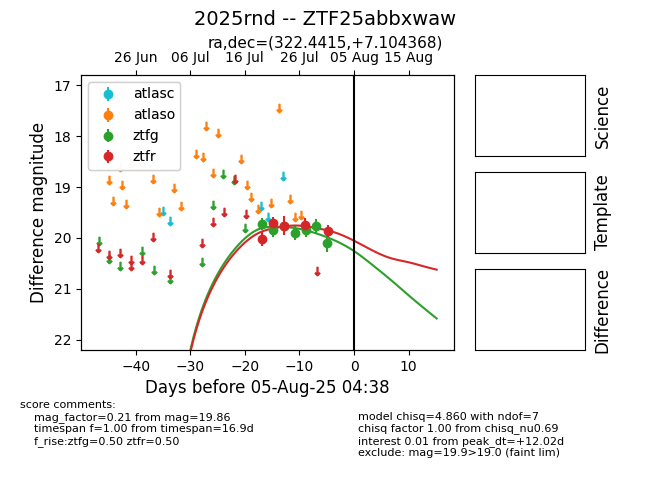 2025rnd -- ZTF25abbxwaw
ra,dec=(322.4415,+7.104368)
26 Jun 06 Jul 16 Jul 26 Jul 05 Aug 15 Aug
17
18
19
20
21
22
Difference magnitude
atlasc
atlaso
ztfg
ztfr
−40 −30 −20 −10 0 10
Days before 05-Aug-25 04:38
Science
Template
Difference
score comments:
mag_factor=0.21 from mag=19.86
timespan f=1.00 from timespan=16.9d
f_rise:ztfg=0.50 ztfr=0.50
model chisq=4.860 with ndof=7
chisq factor 1.00 from chisq_nu0.69
interest 0.01 from peak_dt=+12.02d
exclude: mag=19.9>19.0 (faint lim)